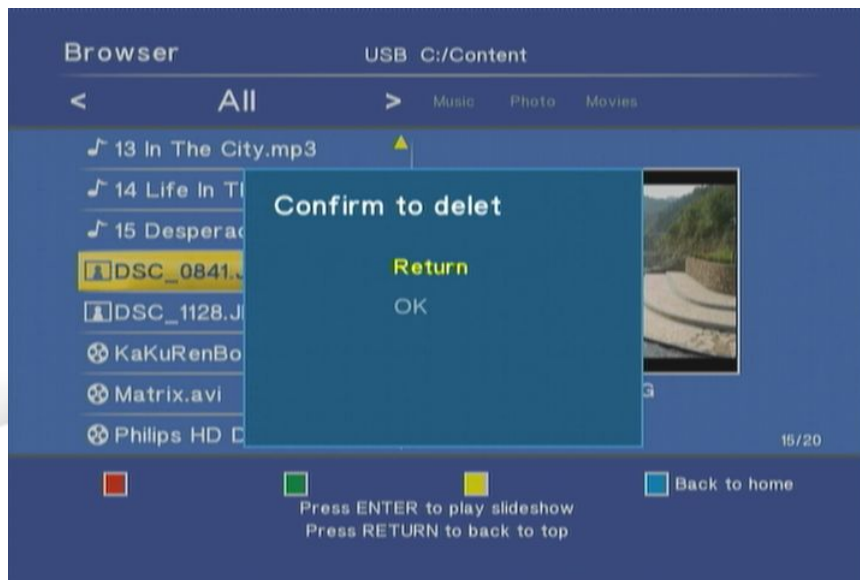 Browser USB C:/Content
< All > Music Photo Movies
13 In The City.mp3
14 Life In T
15 Desperad
DSC_0841.J
DSC_1128.J
KaKuRenBo
Matrix.avi
Philips HD D
Confirm to delet
Return
OK
G
15/20
Back to home
Press ENTER to play slideshow
Press RETURN to back to top